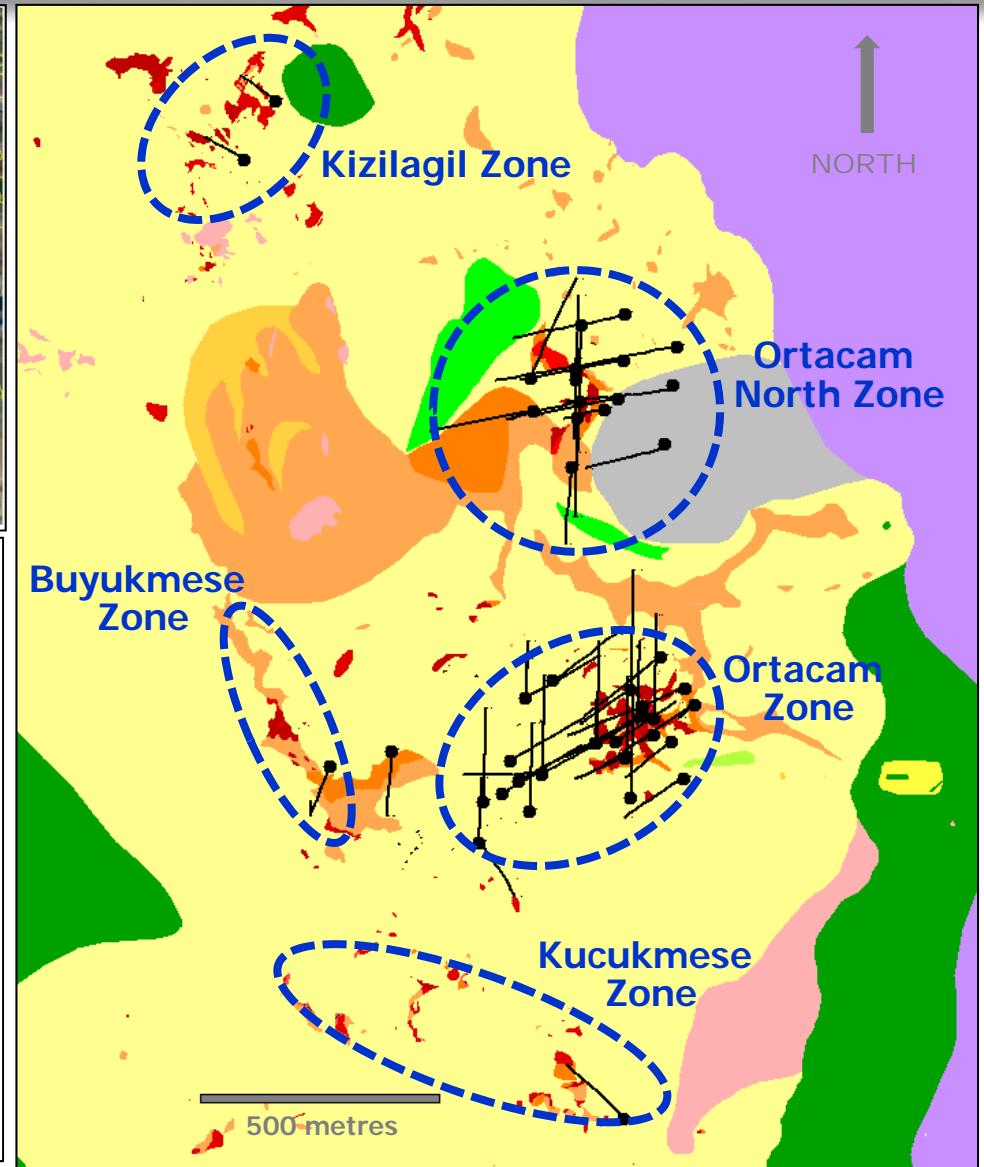 Kizilagil Zone
NORTH
Ortacam
North Zone
Buyukmese
Zone
Ortacam
Zone
Kucukmese
Zone
500 metres